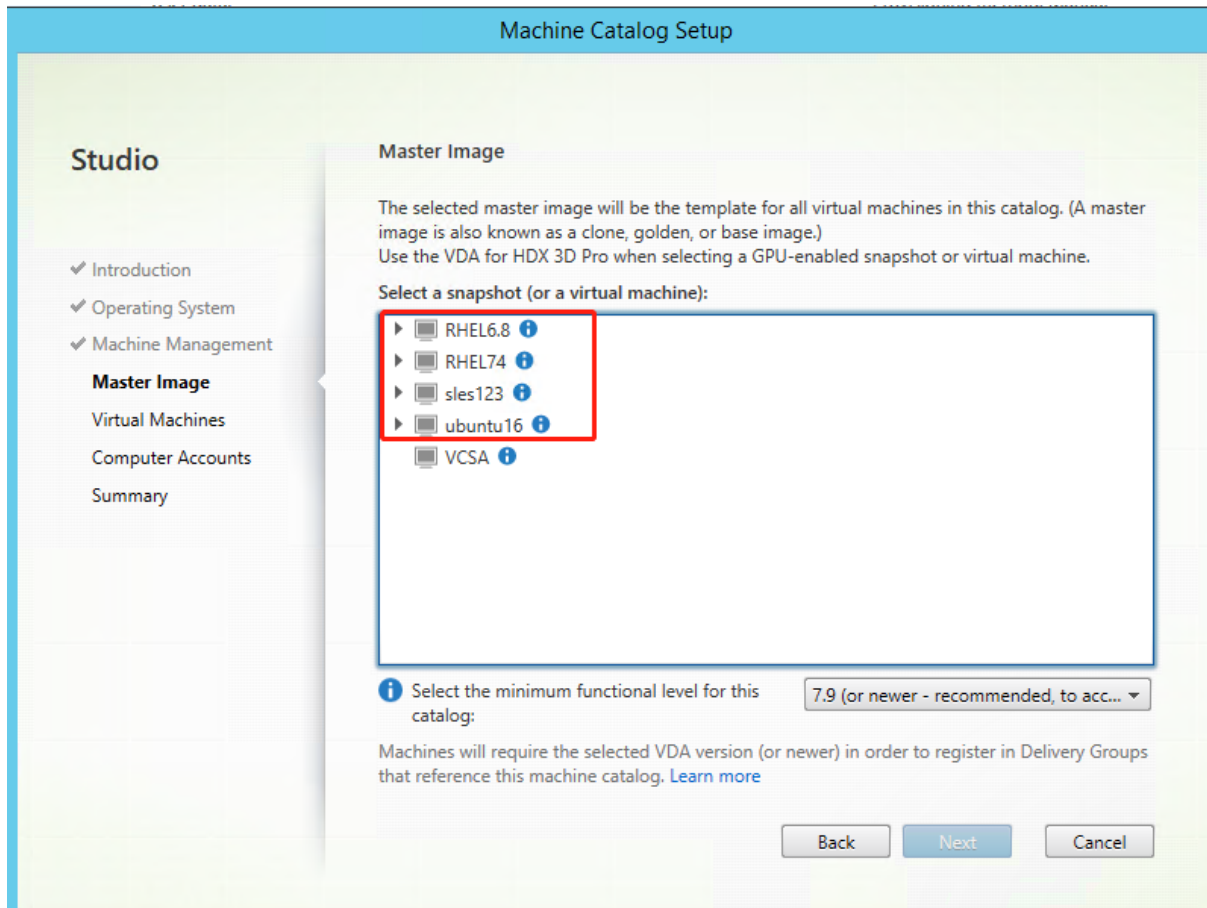 Machine Catalog Setup
Studio
Introduction
Operating System
Machine Management
Master Image
Virtual Machines
Computer Accounts
Summary
Master Image
The selected master image will be the template for all virtual machines in this catalog. (A master
image is also known as a clone, golden, or base image.)
Use the VDA for HDX 3D Pro when selecting a GPU-enabled snapshot or virtual machine.
Select a snapshot (or a virtual machine):
RHEL6.8
RHEL74
sles123
ubuntu16
VCSA
Select the minimum functional level for this
catalog:
7.9 (or newer - recommended, to acc...
Machines will require the selected VDA version (or newer) in order to register in Delivery Groups
that reference this machine catalog. Learn more
Back
Next
Cancel